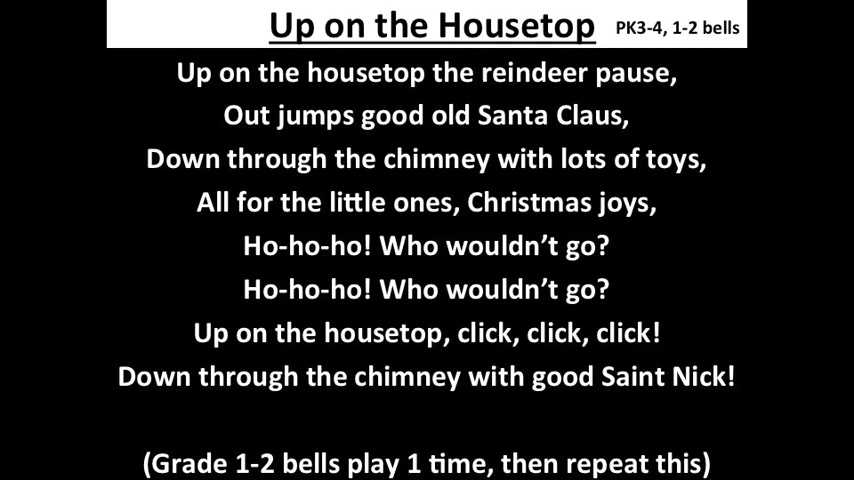 Up on the Housetop PK3-4, 1-2 bells
Up on the housetop the reindeer pause,
Out jumps good old Santa Claus,
Down through the chimney with lots of toys,
All for the little ones, Christmas joys,
Ho-ho-ho! Who wouldn’t go?
Ho-ho-ho! Who wouldn’t go?
Up on the housetop, click, click, click!
Down through the chimney with good Saint Nick!
(Grade 1-2 bells play 1 time, then repeat this)